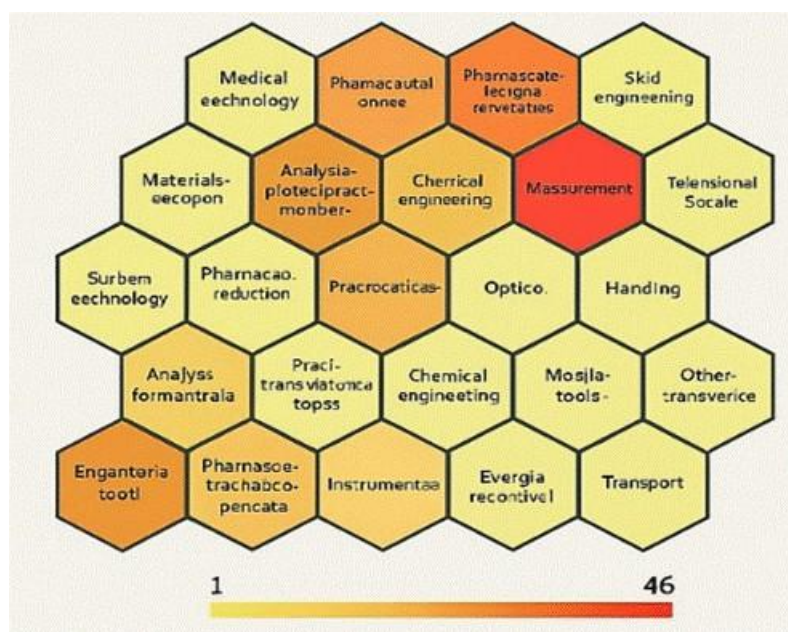 Medical
eechnology
Phamacautal
onnee
Phamascate-
lecigna
rervetaties
Skid
engineening
Materials-
oecopon
Analysia-
plotecipract-
monber-
Cherrical
engineering
Massurement
Telensional
Socale
Surbem
eechnology
Pharnacao.
reduction
Pracrocaticas-
Optico.
Handlng
Analyss
formantrala
Praci-
transviatonca
topss
Chemical
engineeting
Mosjla-
tools-
Other-
transverice
Enganteria
tootl
Pharnasoe-
trachabco-
pencata
Instrumentaa
Evergia
recontivel
Transport
1
46